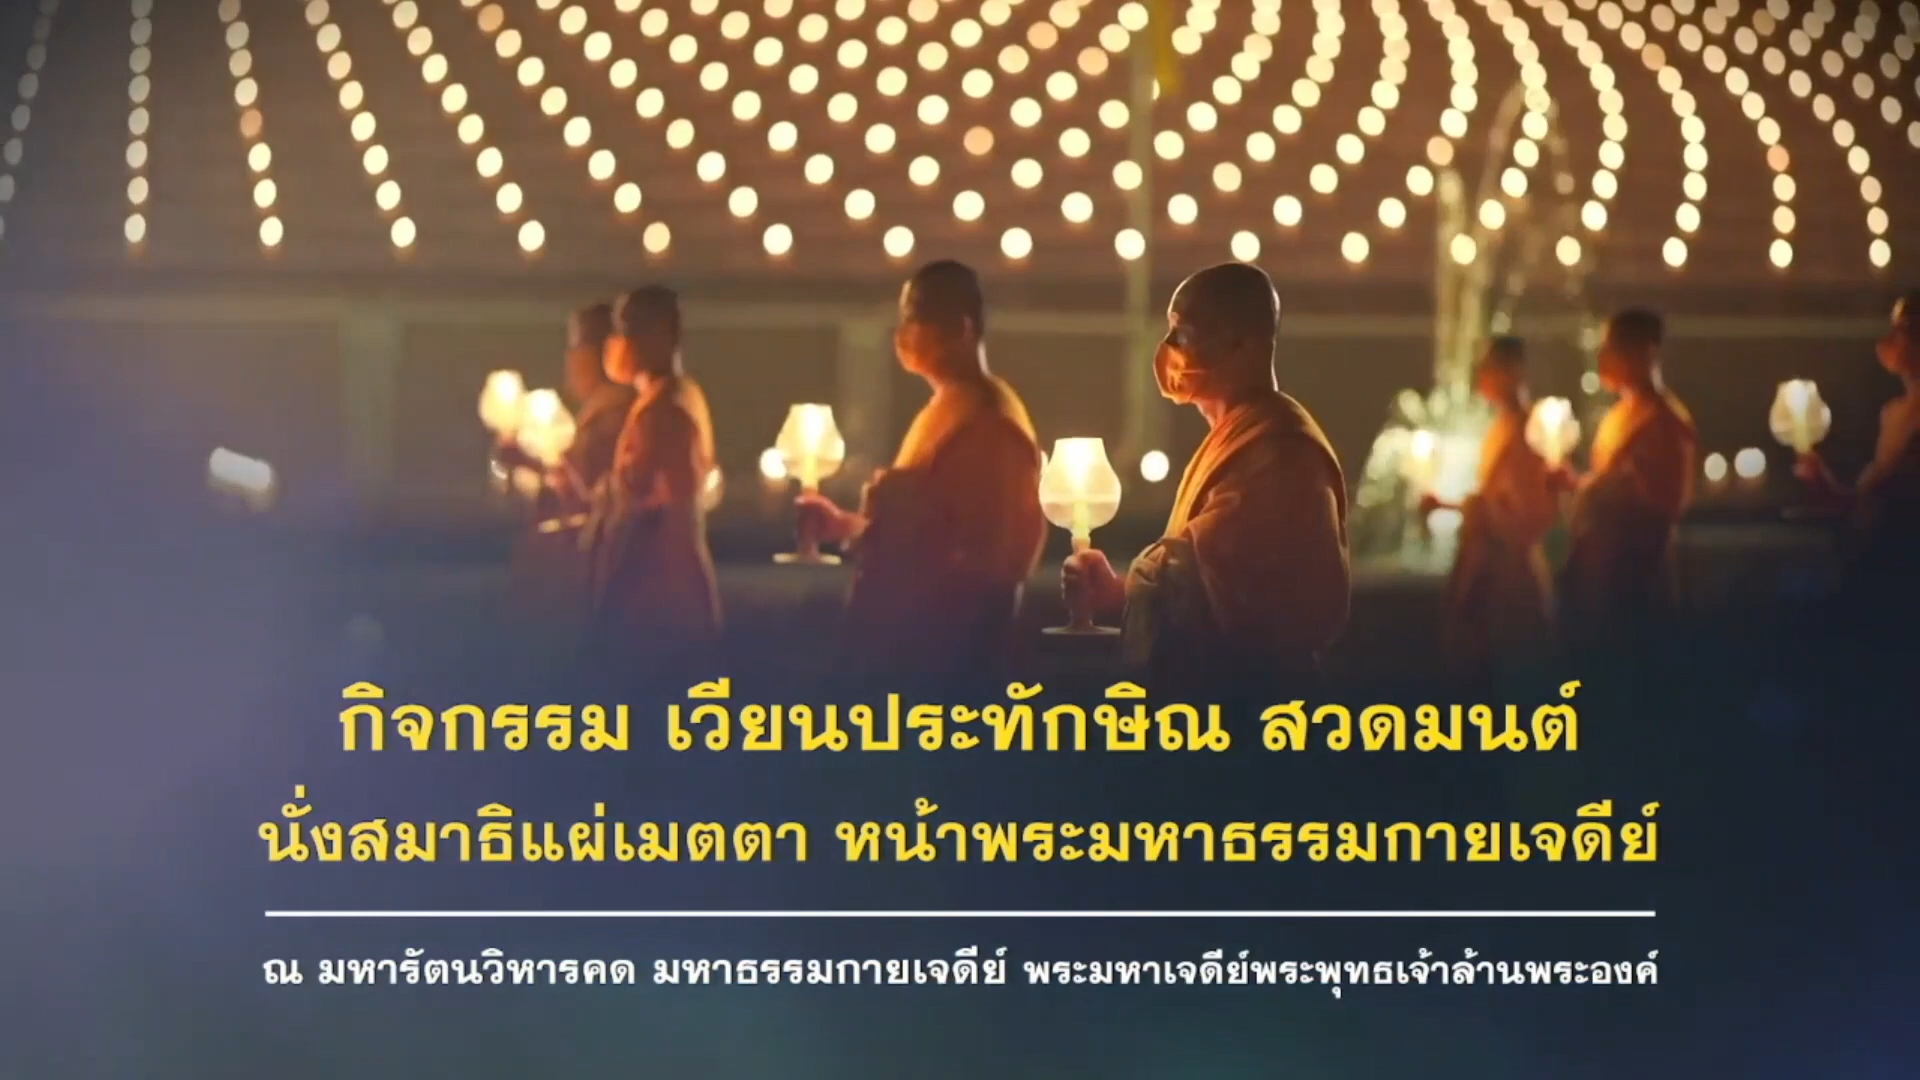 กิจกรรม เวียนประทักษิณ สวดมนต์
นั่งสมาธิแผ่เมตตา หน้าพระมหาธรรมกายเจดีย์
ณ มหารัตนวิหารคด มหาธรรมกายเจดีย์ พระมหาเจดีย์พระพุทธเจ้าล้านพระองค์